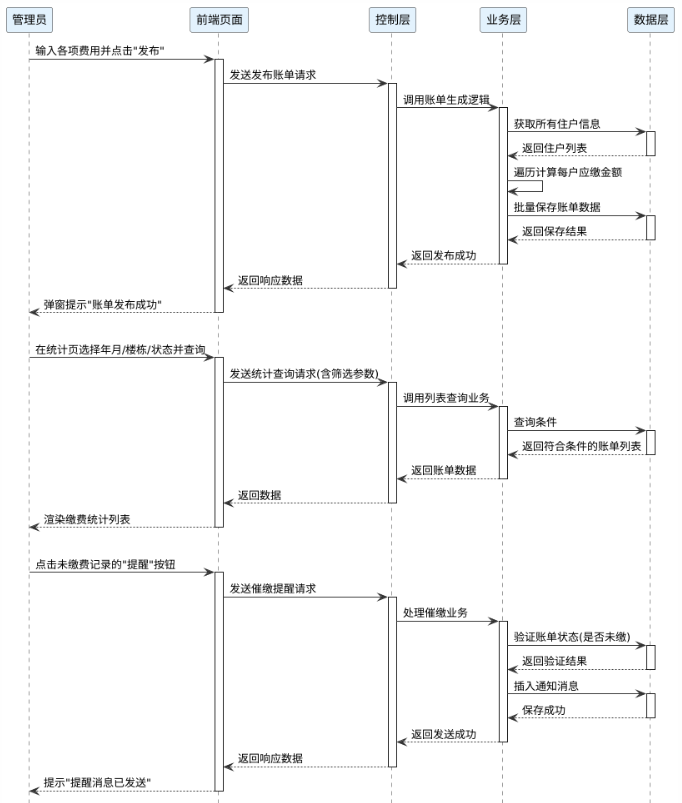 管理员
前端页面
控制层
业务层
数据层
输入各项费用并点击"发布"
发送发布账单请求
调用账单生成逻辑
获取所有住户信息
返回住户列表
遍历计算每户应缴金额
批量保存账单数据
返回保存结果
返回发布成功
返回响应数据
弹窗提示"账单发布成功"
在统计页选择年月/楼栋/状态并查询
发送统计查询请求(含筛选参数)
调用列表查询业务
查询条件
返回符合条件的账单列表
返回账单数据
返回数据
渲染缴费统计列表
点击未缴费记录的"提醒"按钮
发送催缴提醒请求
处理催缴业务
验证账单状态(是否未缴)
返回验证结果
插入通知消息
保存成功
返回发送成功
返回响应数据
提示"提醒消息已发送"